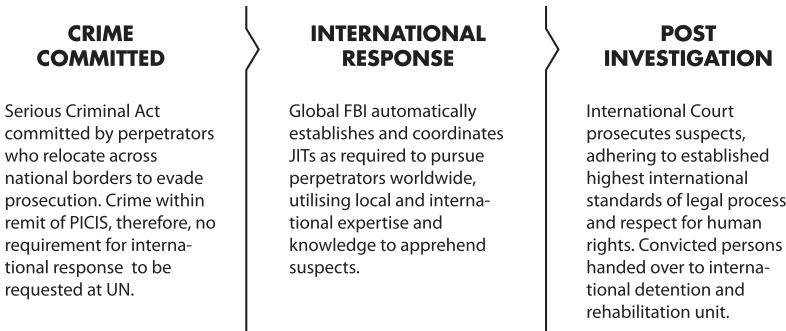 CRIME
COMMITTED
Serious Criminal Act
committed by perpetrators
who relocate across
national borders to evade
prosecution. Crime within
remit of PICIS, therefore, no
requirement for interna-
tional response  to be
requested at UN.
INTERNATIONAL
RESPONSE
Global FBI automatically
establishes and coordinates
JITs as required to pursue
perpetrators worldwide,
utilising local and interna-
tional expertise and
knowledge to apprehend
suspects.
POST
INVESTIGATION
International Court
prosecutes suspects,
adhering to established
highest international
standards of legal process
and respect for human
rights. Convicted persons
handed over to interna-
tional detention and
rehabilitation unit.